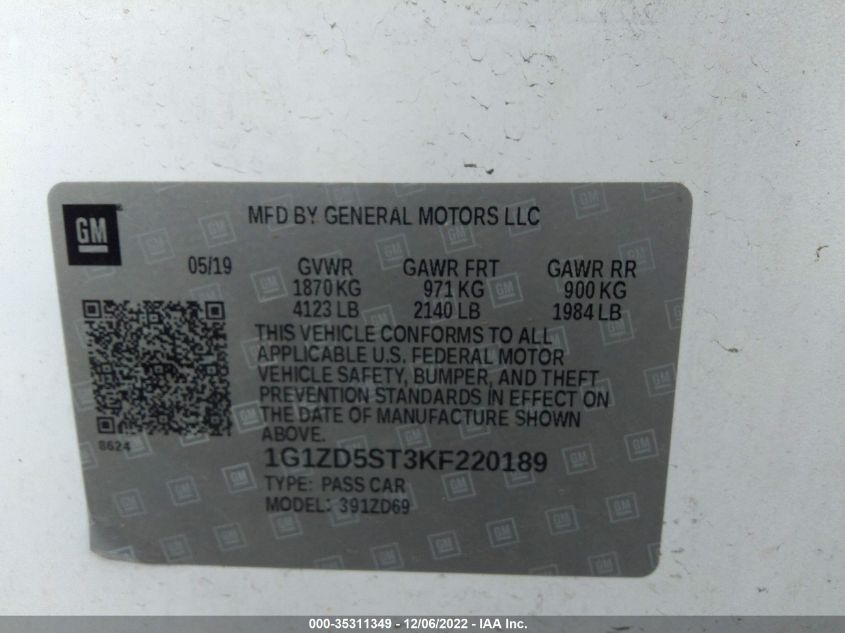 GM
MFD BY GENERAL MOTORS LLC
05/19 GVWR GAWR FRT GAWR RR
1870 KG 971 KG 900 KG
4123 LB 2140 LB 1984 LB
THIS VEHICLE CONFORMS TO ALL
APPLICABLE U.S. FEDERAL MOTOR
VEHICLE SAFETY, BUMPER, AND THEFT
PREVENTION STANDARDS IN EFFECT ON
THE DATE OF MANUFACTURE SHOWN
ABOVE.
8624
1G1ZD5ST3KF220189
TYPE: PASS CAR
MODEL: 391ZD69
000-35311349 - 12/06/2022 - IAA Inc.